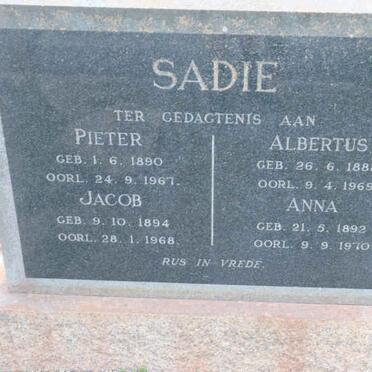 SADIE
TER GEDAGTENIS AAN
PIETER
GEB. 1. 6. 1890
OORL. 24. 9. 1967.
JACOB
GEB. 9. 10. 1894
OORL. 28. 1. 1968.
ALBERTUS
GEB. 26. 6.
OORL. 9. 4. 1969
ANNA
GEB. 21. 5. 1892
OORL. 9. 9. 1970
RUS IN VREDE.